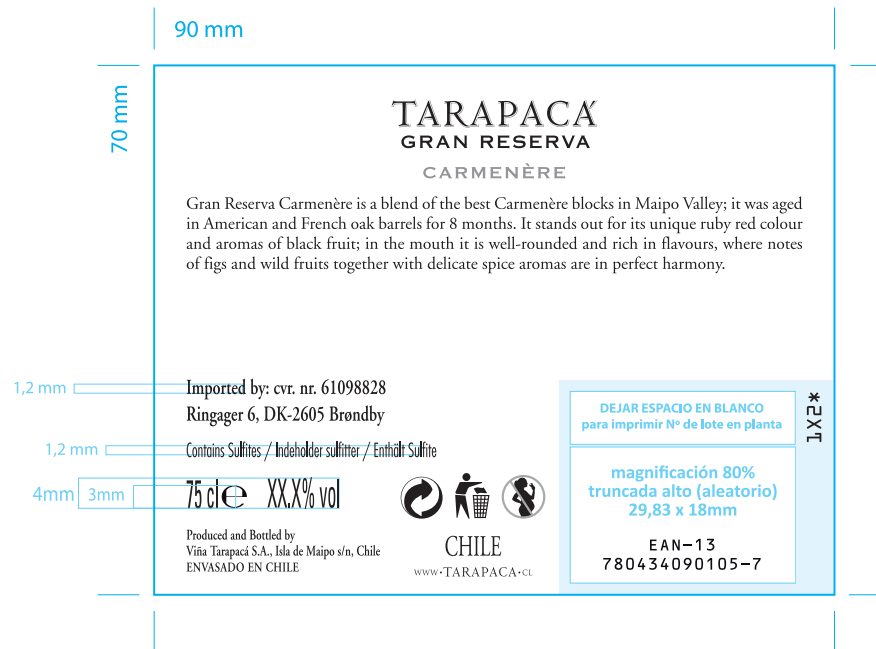 90 mm
70 mm
TARAPACÁ
GRAN RESERVA
CARMENÈRE
Gran Reserva Carmenère is a blend of the best Carmenère blocks in Maipo Valley; it was aged
in American and French oak barrels for 8 months. It stands out for its unique ruby red colour
and aromas of black fruit; in the mouth it is well-rounded and rich in flavours, where notes
of figs and wild fruits together with delicate spice aromas are in perfect harmony.
1,2 mm
Imported by: cvr. nr. 61098828
Ringager 6, DK-2605 Brøndby
1,2 mm
Contains Sulfites / Indeholder sulfitter / Enthält Sulfite
4mm
3mm
75 cl e XX.X% vol
Produced and Bottled by
Viña Tarapacá S.A., Isla de Maipo s/n, Chile
ENVASADO EN CHILE
CHILE
WWW·TARAPACA·CL
DEJAR ESPACIO EN BLANCO
para imprimir Nº de lote en planta
1X2*
magnificación 80%
truncada alto (aleatorio)
29,83 x 18mm
EAN-13
780434090105-7